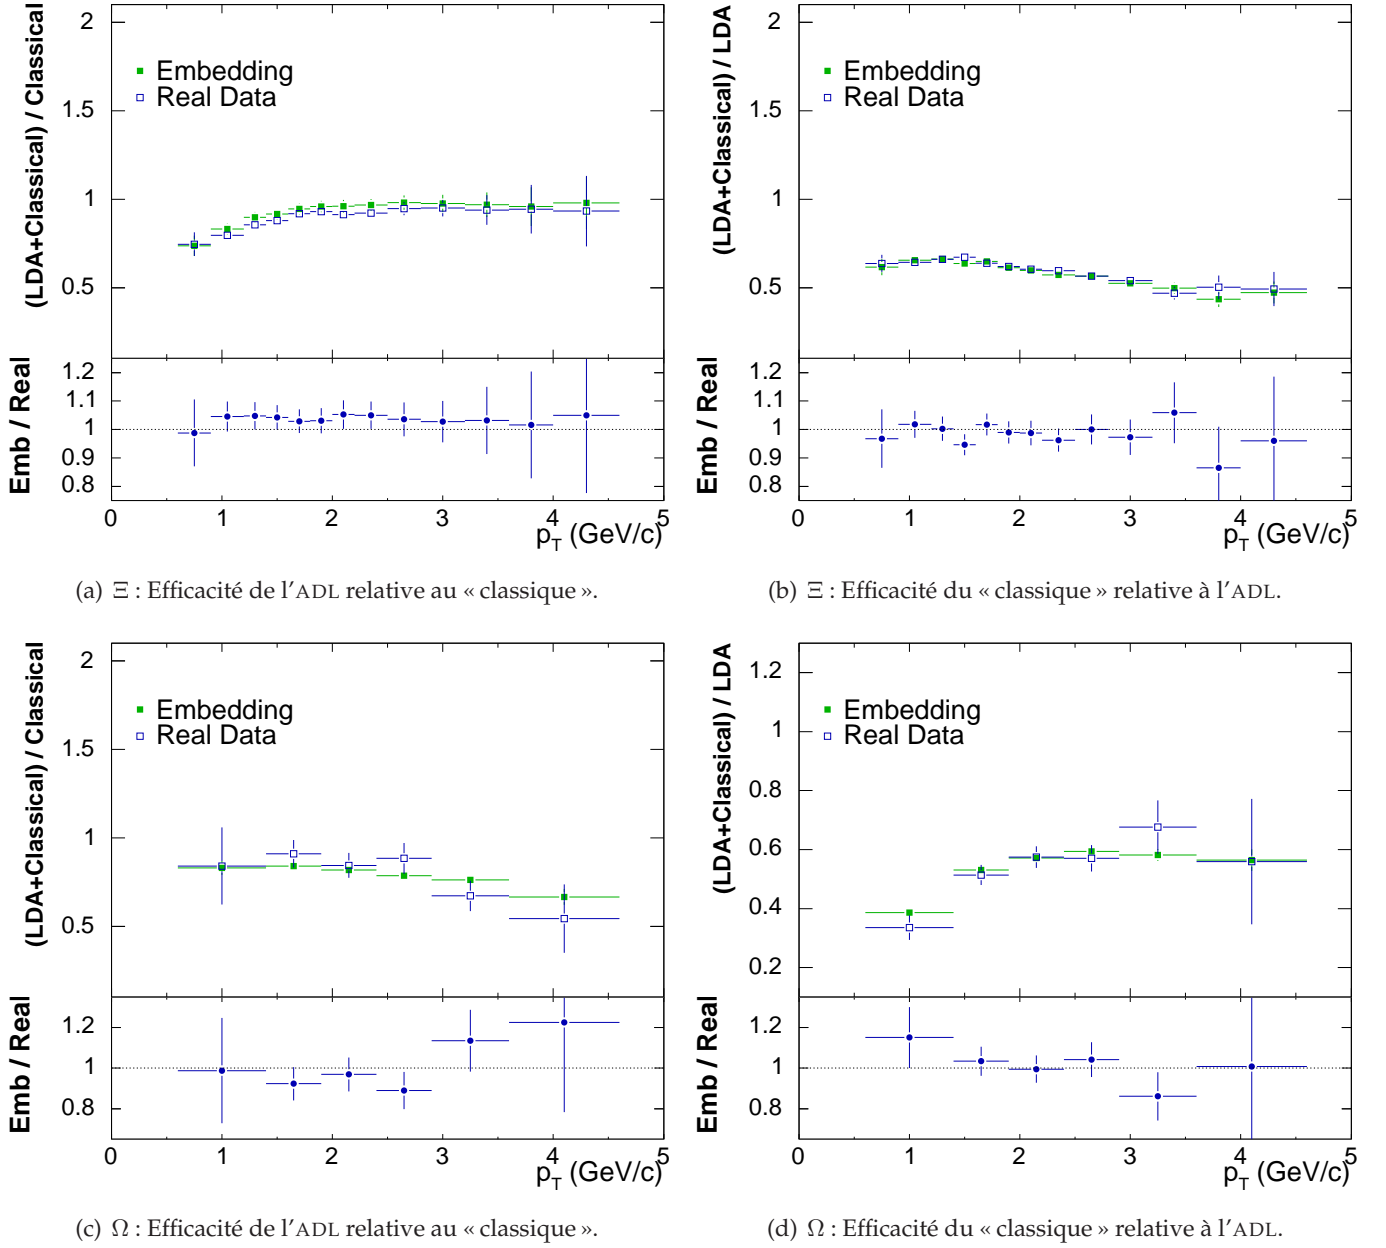 (LDA+Classical) / Classical
2
1.5
1
0.5
Embedding
Real Data
Emb / Real
1.2
1.1
1
0.9
0.8
0
1
2
3
4
5
p_T (GeV/c)
(a) Ξ : Efficacité de l'ADL relative au « classique ».
(LDA+Classical) / LDA
2
1.5
1
0.5
Embedding
Real Data
Emb / Real
1.2
1.1
1
0.9
0.8
0
1
2
3
4
5
p_T (GeV/c)
(b) Ξ : Efficacité du « classique » relative à l'ADL.
(LDA+Classical) / Classical
2
1.5
1
0.5
Embedding
Real Data
Emb / Real
1.2
1
0.8
0
1
2
3
4
5
p_T (GeV/c)
(c) Ω : Efficacité de l'ADL relative au « classique ».
(LDA+Classical) / LDA
1.2
1
0.8
0.6
0.4
0.2
Embedding
Real Data
Emb / Real
1.2
1
0.8
0
1
2
3
4
5
p_T (GeV/c)
(d) Ω : Efficacité du « classique » relative à l'ADL.